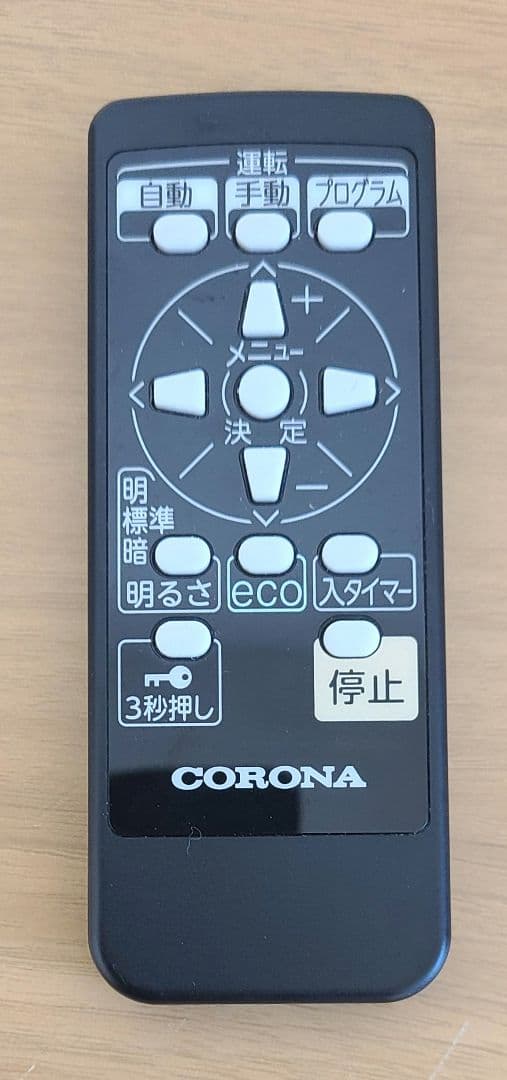 運転
自動 手動 プログラム
＋
メニュー
決 定
－
明
標準
暗
明るさ eco 入タイマー
3秒押し 停止
CORONA